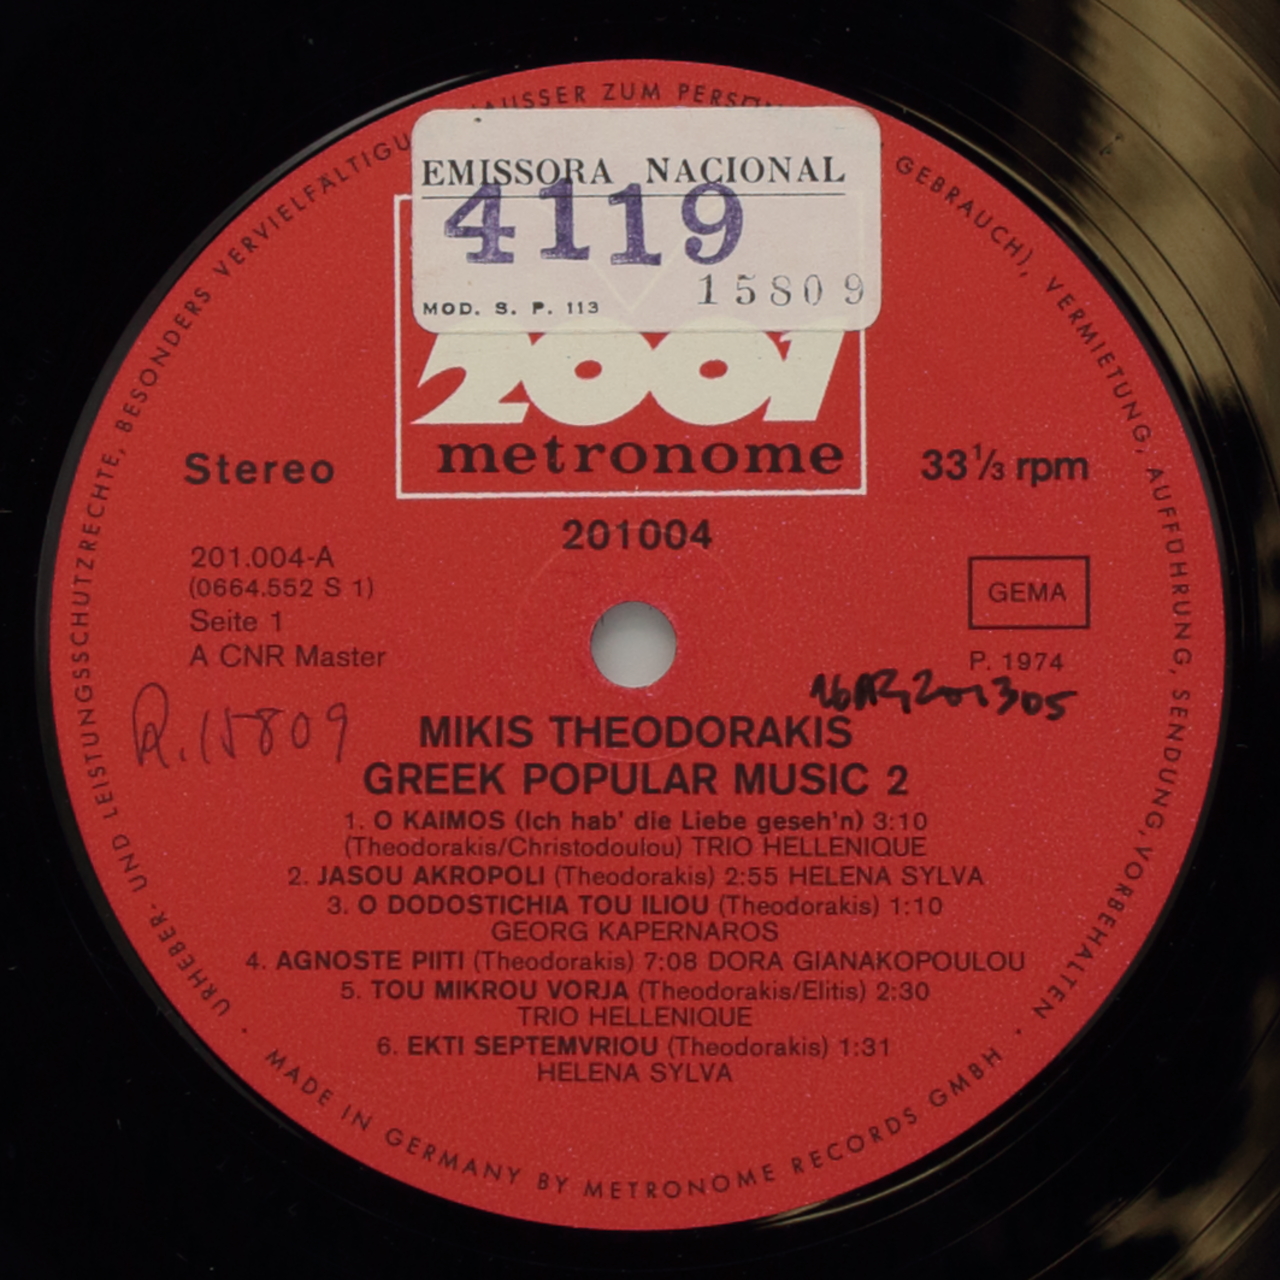 URHEBER- UND LEISTUNGSSCHUTZRECHTE, BESONDERS VERVIELFÄLTIGU
AUSSER ZUM PERSÖN
GEBRAUCH), VERMIETUNG, AUFFÜHRUNG, SENDUNG, VORBEHALTEN
EMISSORA NACIONAL
4119
15809
MOD. S. P. 113
2001
metronome
Stereo
33⅓ rpm
201004
201.004-A
(0664.552 S 1)
Seite 1
A CNR Master
GEMA
P. 1974
R.15809
MIKIS THEODORAKIS
GREEK POPULAR MUSIC 2
1. O KAIMOS (Ich hab' die Liebe geseh'n) 3:10
(Theodorakis/Christodoulou) TRIO HELLENIQUE
2. JASOU AKROPOLI (Theodorakis) 2:55 HELENA SYLVA
3. O DODOSTICHIA TOU ILIOU (Theodorakis) 1:10
GEORG KAPERNAROS
4. AGNOSTE PIITI (Theodorakis) 7:08 DORA GIANAKOPOULOU
5. TOU MIKROU VORJA (Theodorakis/Elitis) 2:30
TRIO HELLENIQUE
6. EKTI SEPTEMVRIOU (Theodorakis) 1:31
HELENA SYLVA
• MADE IN GERMANY BY METRONOME RECORDS GMBH •